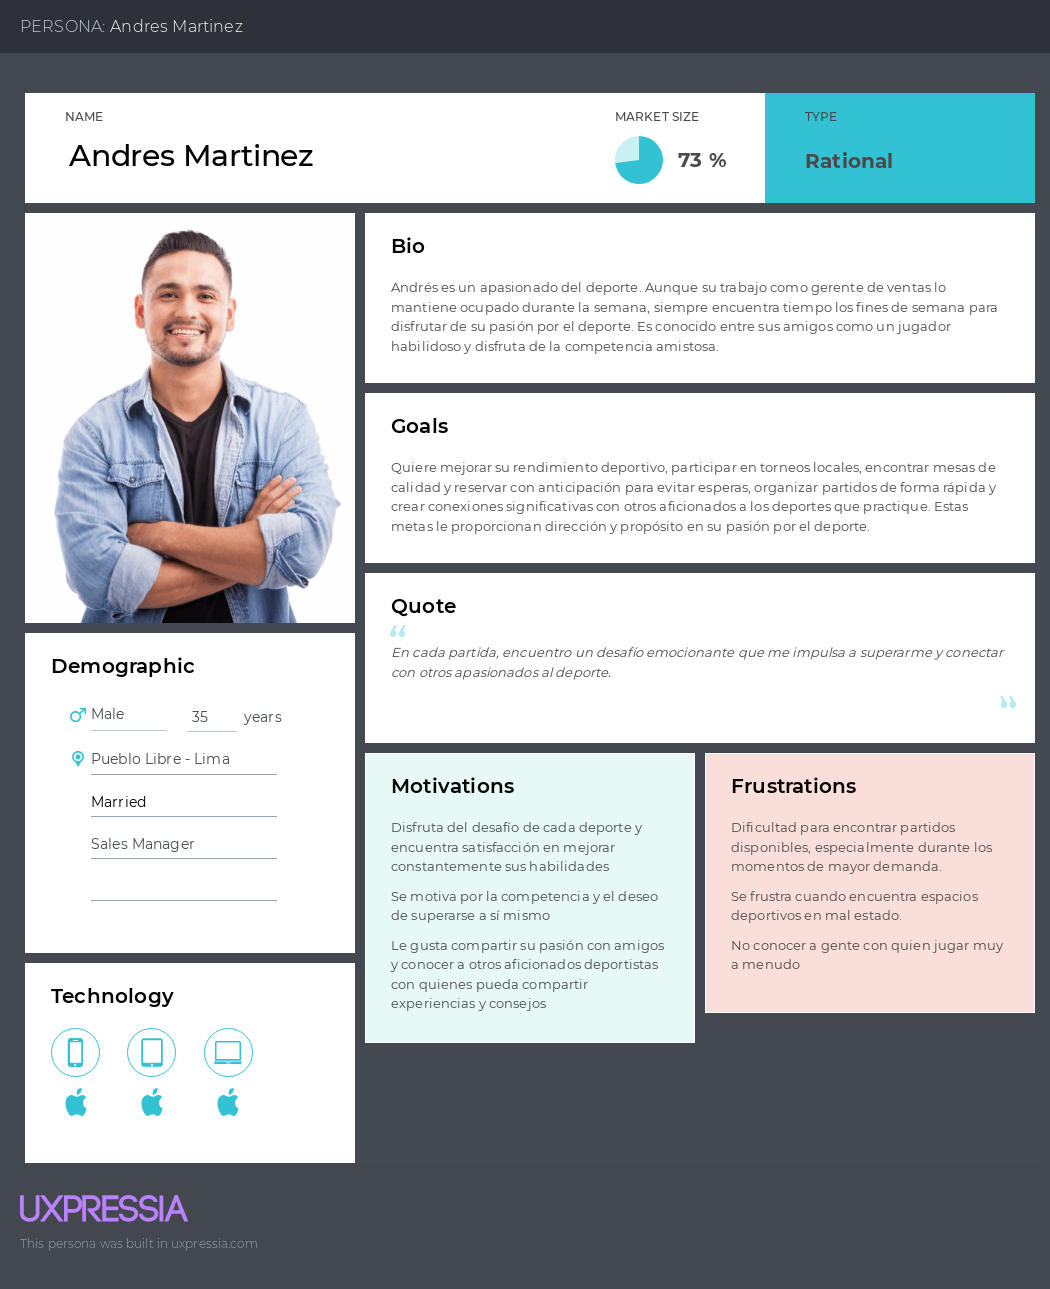 PERSONA: Andres Martinez
NAME
Andres Martinez
MARKET SIZE
73 %
TYPE
Rational
Bio
Andrés es un apasionado del deporte. Aunque su trabajo como gerente de ventas lo
mantiene ocupado durante la semana, siempre encuentra tiempo los fines de semana para
disfrutar de su pasión por el deporte. Es conocido entre sus amigos como un jugador
habilidoso y disfruta de la competencia amistosa.
Goals
Quiere mejorar su rendimiento deportivo, participar en torneos locales, encontrar mesas de
calidad y reservar con anticipación para evitar esperas, organizar partidos de forma rápida y
crear conexiones significativas con otros aficionados a los deportes que practique. Estas
metas le proporcionan dirección y propósito en su pasión por el deporte.
Quote
“
En cada partida, encuentro un desafío emocionante que me impulsa a superarme y conectar
con otros apasionados al deporte.
”
Demographic
Male
35 years
Pueblo Libre - Lima
Married
Sales Manager
Technology
Motivations
Disfruta del desafío de cada deporte y
encuentra satisfacción en mejorar
constantemente sus habilidades
Se motiva por la competencia y el deseo
de superarse a sí mismo
Le gusta compartir su pasión con amigos
y conocer a otros aficionados deportistas
con quienes pueda compartir
experiencias y consejos
Frustrations
Dificultad para encontrar partidos
disponibles, especialmente durante los
momentos de mayor demanda.
Se frustra cuando encuentra espacios
deportivos en mal estado.
No conocer a gente con quien jugar muy
a menudo
UXPRESSIA
This persona was built in uxpressia.com